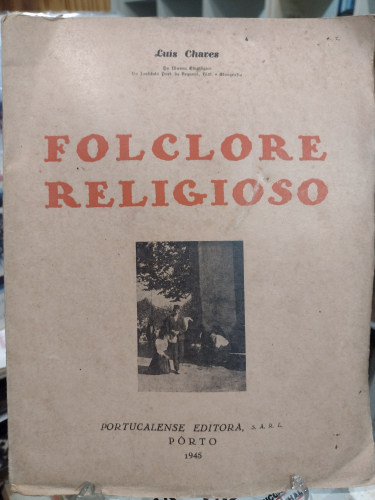 Luís Chaves
FOLCLORE
RELIGIOSO
PORTUCALENSE EDITORA, S. A. R. L.
PÔRTO
1945